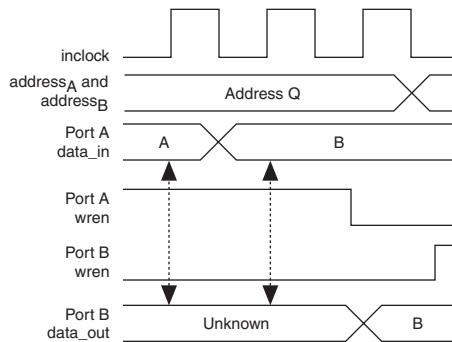 inclock
addressA and
addressB
Address Q
Port A
data_in
A
B
Port A
wren
Port B
wren
Port B
data_out
Unknown
B